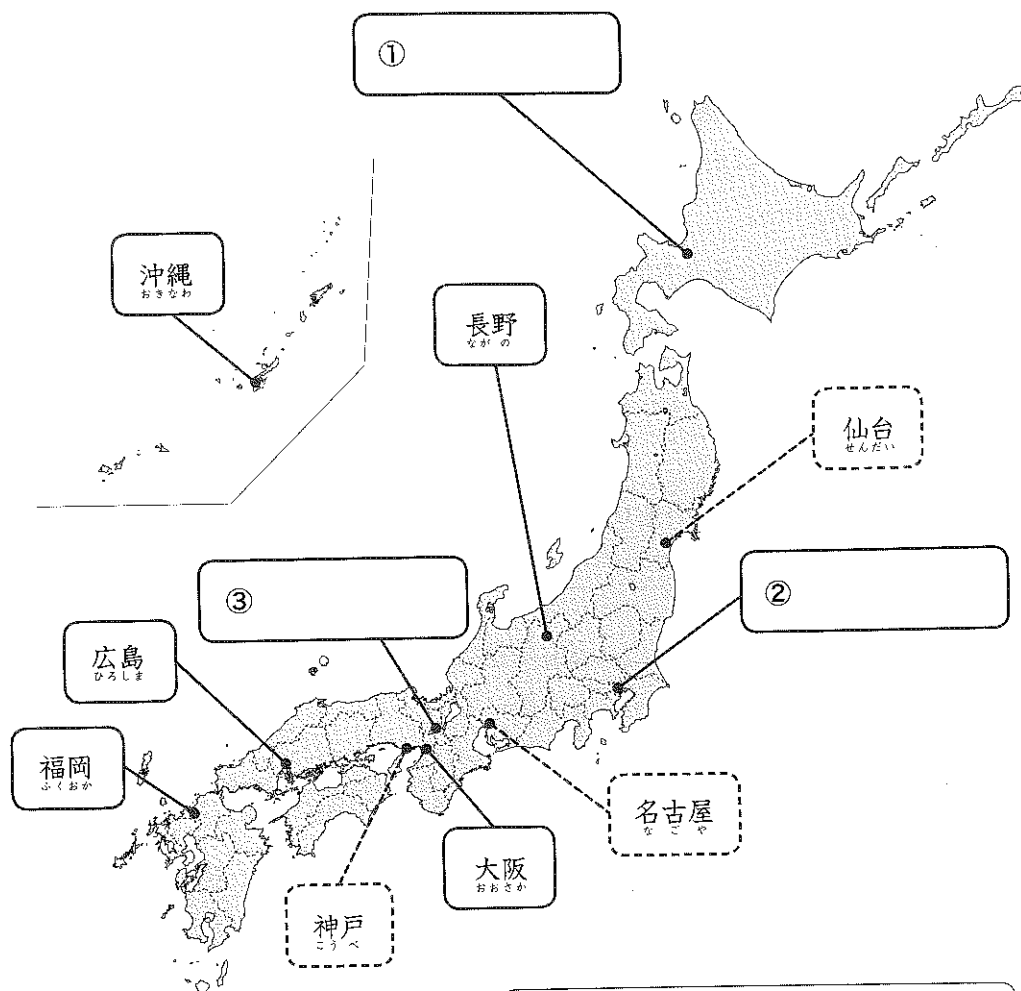 ①
沖縄
おきなわ
長野
ながの
仙台
せんだい
③
②
広島
ひろしま
福岡
ふくおか
名古屋
なごや
大阪
おおさか
神戸
こうべ